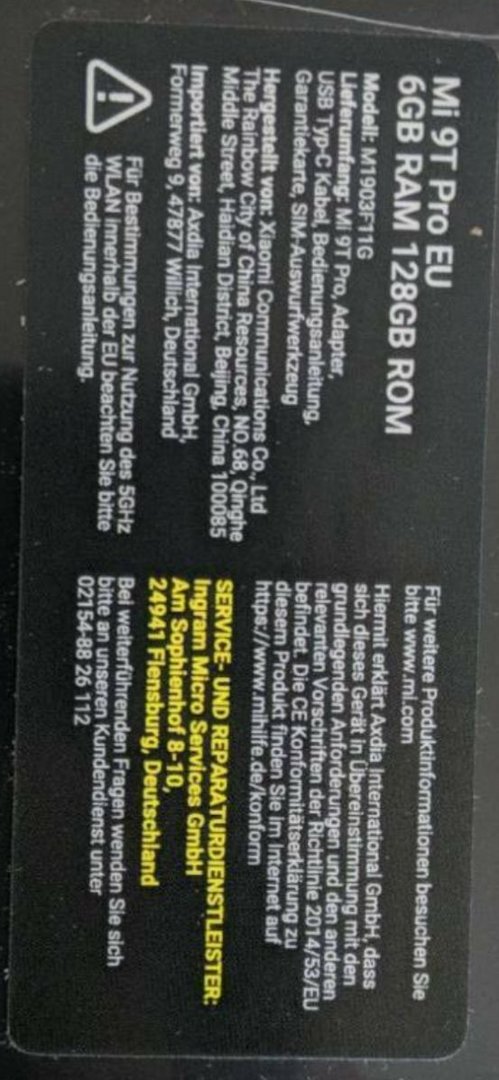 Mi 9T Pro EU
6GB RAM 128GB ROM
Modell: M1903F11G
Lieferumfang: Mi 9T Pro, Adapter,
USB Typ-C Kabel, Bedienungsanleitung,
Garantiekarte, SIM-Auswurfwerkzeug
Hergestellt von: Xiaomi Communications Co., Ltd
The Rainbow City of China Resources, NO.68, Qinghe
Middle Street, Haidian District, Beijing, China 100085
Importiert von: Axdia International GmbH,
Formerweg 9, 47877 Willich, Deutschland
Für Bestimmungen zur Nutzung des 5GHz
WLAN innerhalb der EU beachten Sie bitte
die Bedienungsanleitung.
Für weitere Produktinformationen besuchen Sie
bitte www.mi.com
Hiermit erklärt Axdia International GmbH, dass
sich dieses Gerät in Übereinstimmung mit den
grundlegenden Anforderungen und den anderen
relevanten Vorschriften der Richtlinie 2014/53/EU
befindet. Die CE Konformitätserklärung zu
diesem Produkt finden Sie im Internet auf
https://www.mihlfe.de/konform
SERVICE- UND REPARATURDIENSTLEISTER:
Ingram Micro Services GmbH
Am Sophienhof 8-10,
24941 Flensburg, Deutschland
Bei weiterführenden Fragen wenden Sie sich
bitte an unseren Kundendienst unter
02154-88 26 112